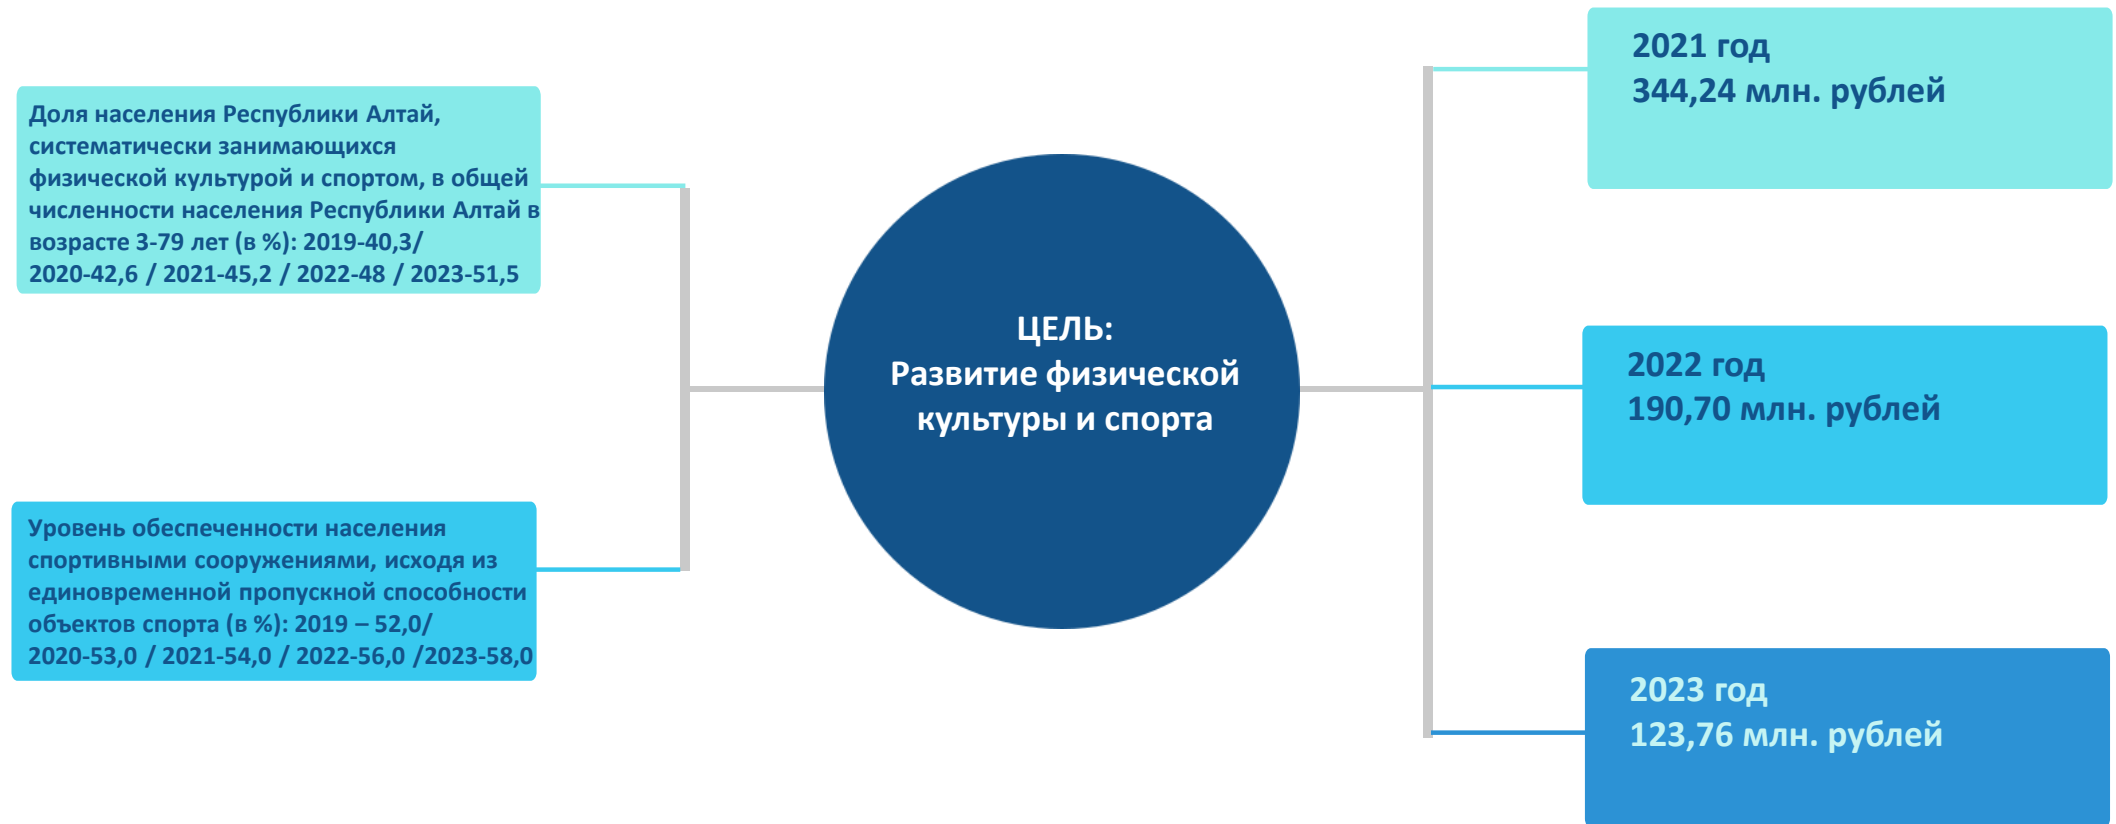 Доля населения Республики Алтай,
систематически занимающихся
физической культурой и спортом, в общей
численности населения Республики Алтай в
возрасте 3-79 лет (в %): 2019-40,3/
2020-42,6 / 2021-45,2 / 2022-48 / 2023-51,5
Уровень обеспеченности населения
спортивными сооружениями, исходя из
единовременной пропускной способности
объектов спорта (в %): 2019 – 52,0/
2020-53,0 / 2021-54,0 / 2022-56,0 /2023-58,0
ЦЕЛЬ:
Развитие физической
культуры и спорта
2021 год
344,24 млн. рублей
2022 год
190,70 млн. рублей
2023 год
123,76 млн. рублей